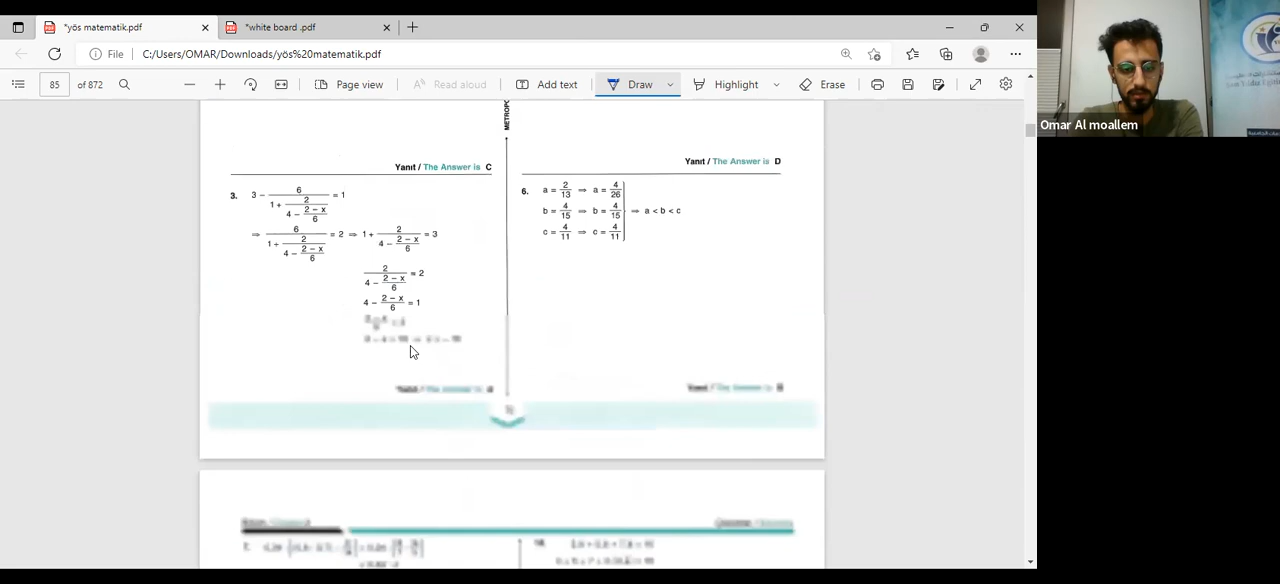 *yös matematik.pdf
*white board .pdf
File
C:/Users/OMAR/Downloads/yös%20matematik.pdf
85 of 872
Page view
Read aloud
Add text
Draw
Highlight
Erase
Omar Al moallem
METROPO
Yanıt / The Answer is C
3. 3 - 6/(1 + 2/(4 - (2 - x)/6)) = 1
⇒ 6/(1 + 2/(4 - (2 - x)/6)) = 2 ⇒ 1 + 2/(4 - (2 - x)/6) = 3
2/(4 - (2 - x)/6) = 2
4 - (2 - x)/6 = 1
Yanıt / The Answer is D
6. a = 2/13 ⇒ a = 4/26
b = 4/15 ⇒ b = 4/15 ⇒ a < b < c
c = 4/11 ⇒ c = 4/11